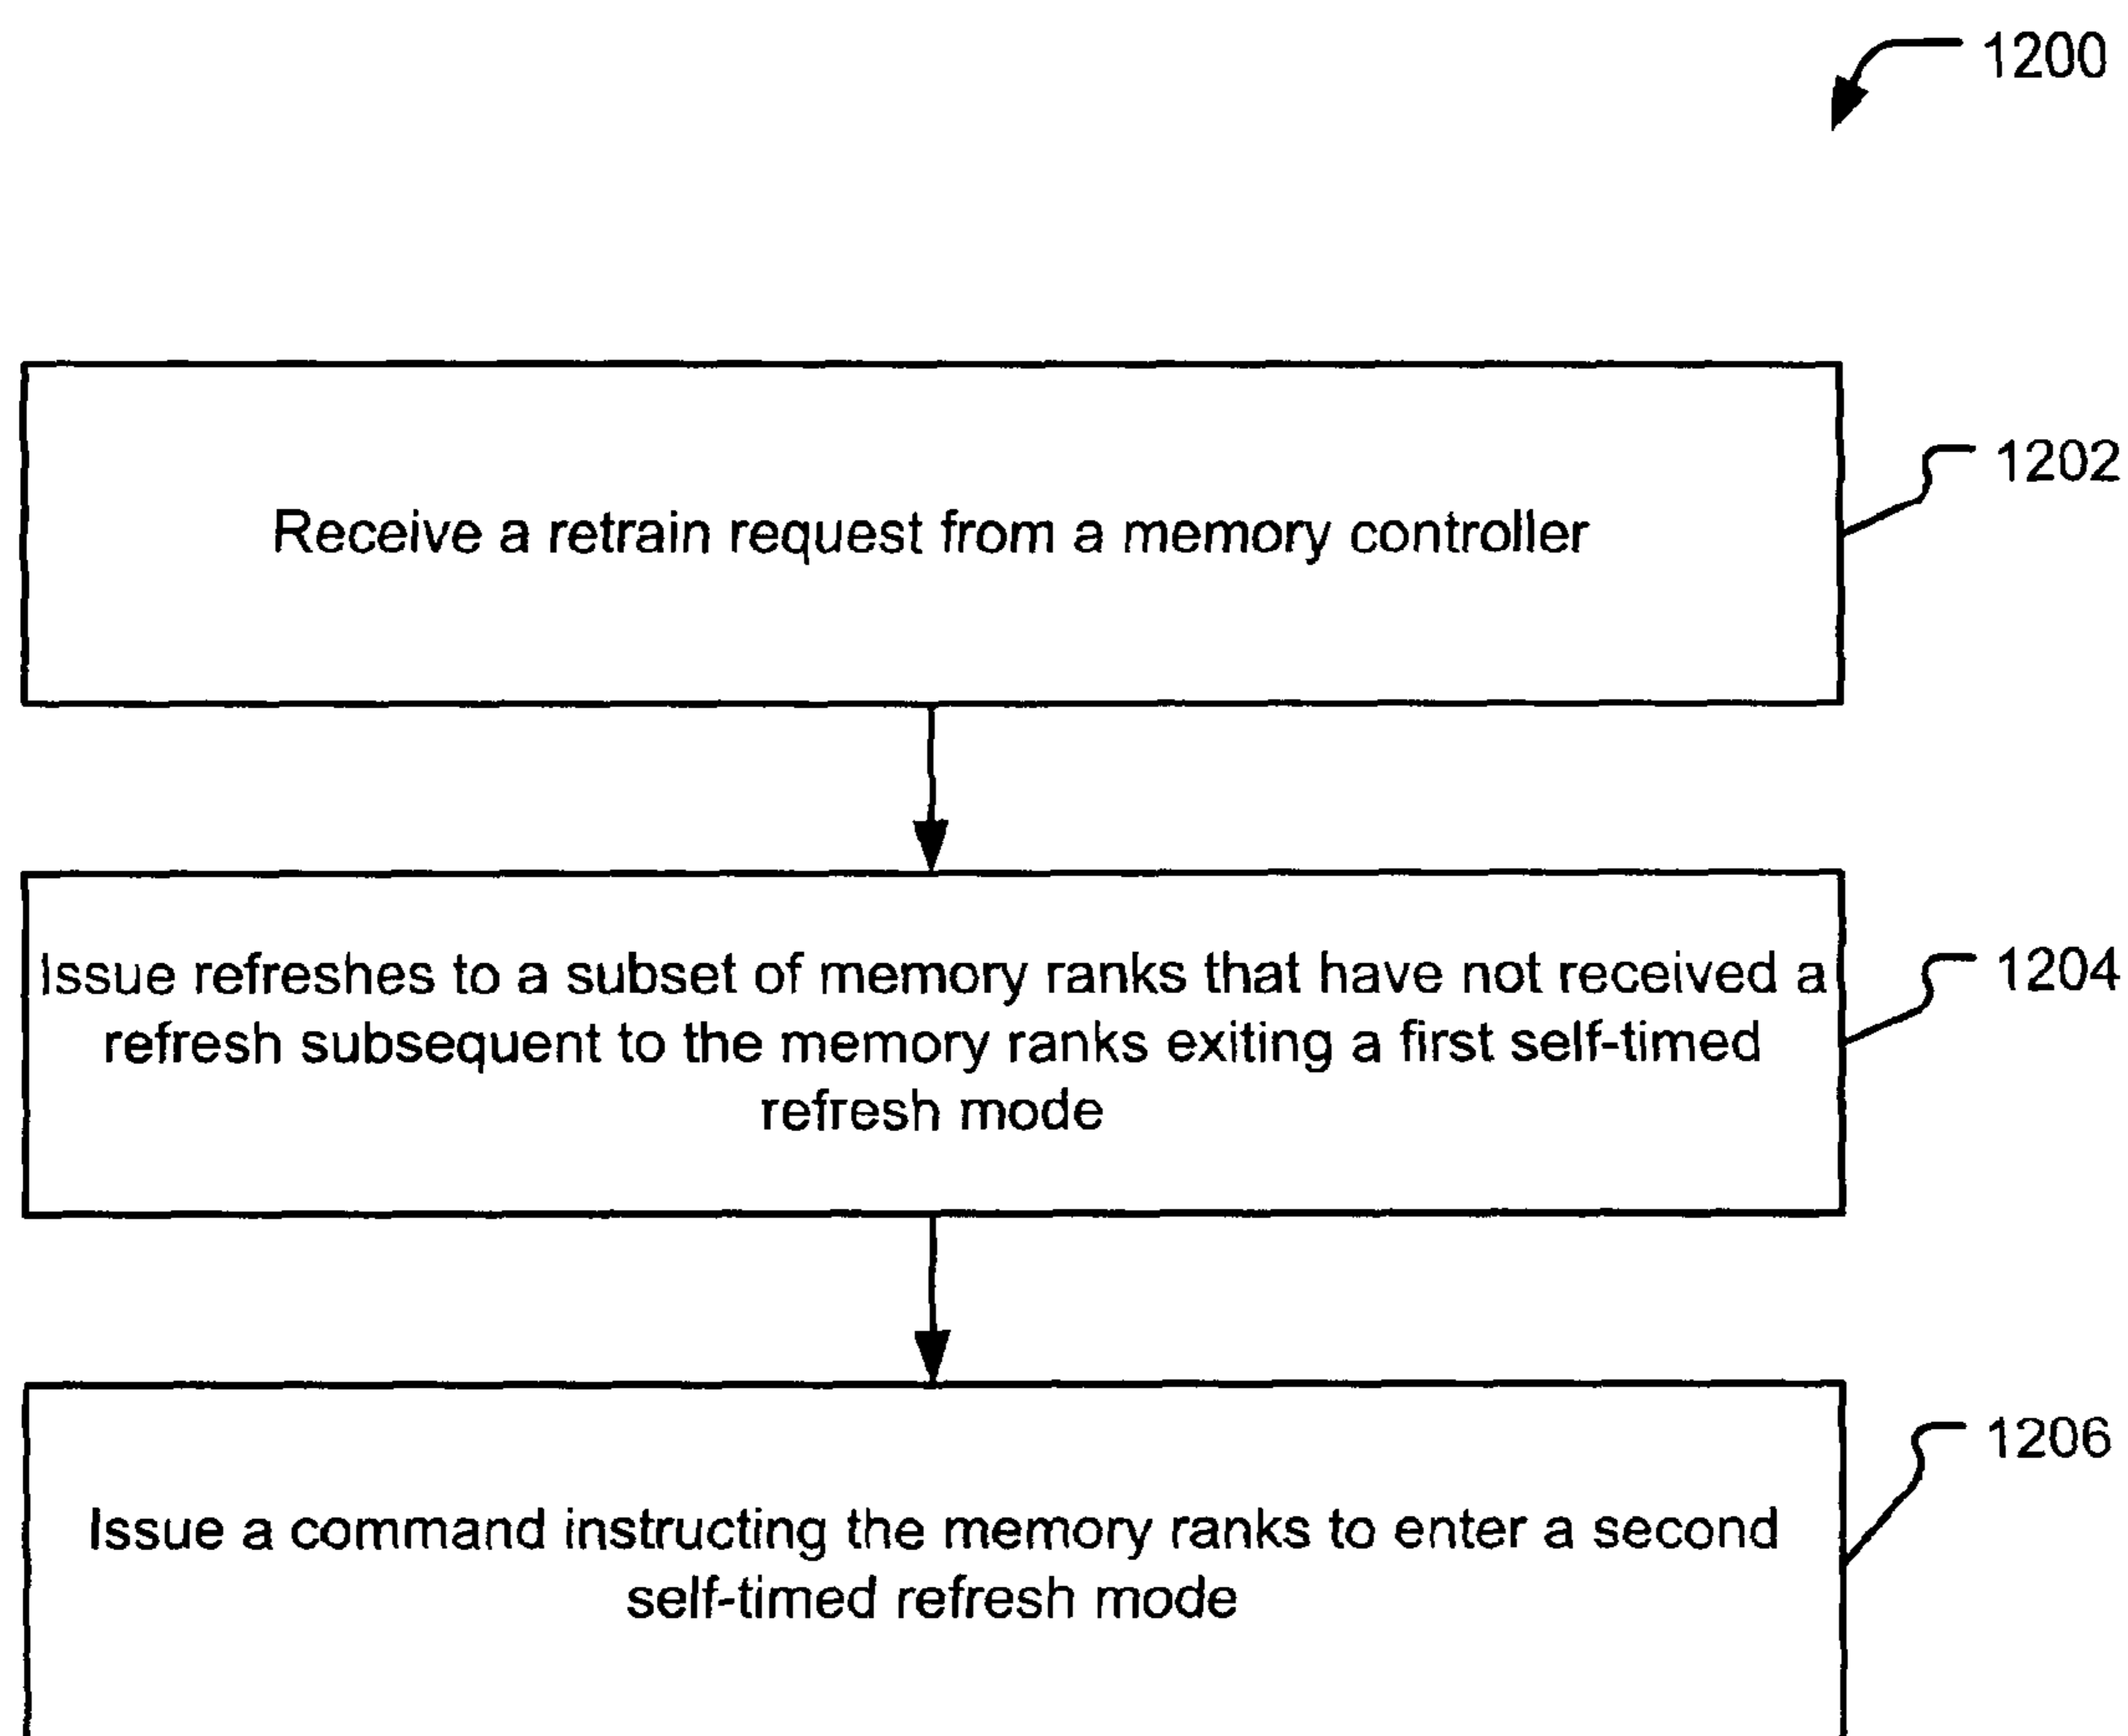 1200
Receive a retrain request from a memory controller
1202
Issue refreshes to a subset of memory ranks that have not received a
refresh subsequent to the memory ranks exiting a first self-timed
refresh mode
1204
Issue a command instructing the memory ranks to enter a second
self-timed refresh mode
1206